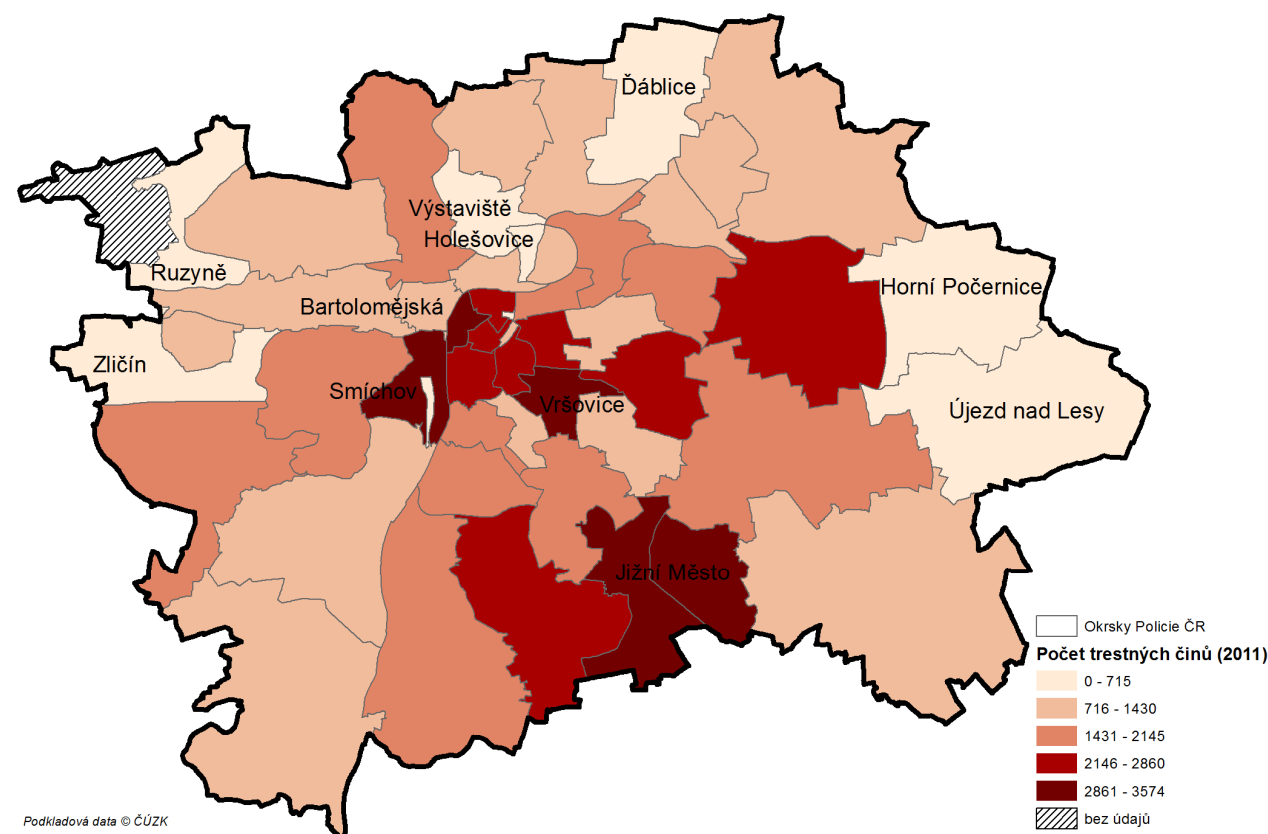 Ďáblice
Výstaviště
Holešovice
Ruzyně
Horní Počernice
Bartolomějská
Zličín
Smíchov
Vršovice
Újezd nad Lesy
Jižní Město
Okrsky Policie ČR
Počet trestných činů (2011)
0 - 715
716 - 1430
1431 - 2145
2146 - 2860
2861 - 3574
bez údajů
Podkladová data © ČÚZK